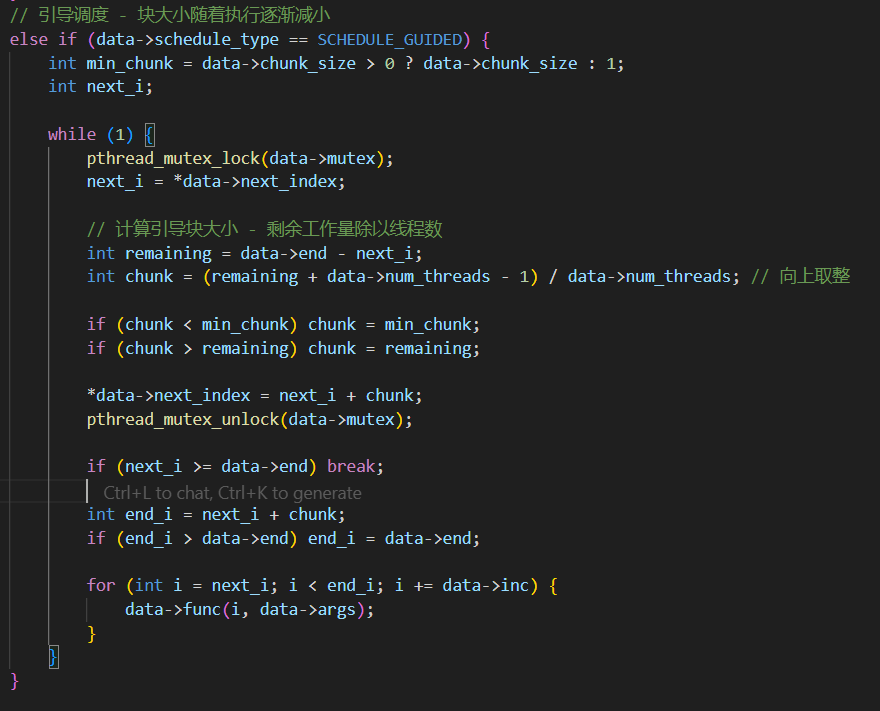 // 引导调度 - 块大小随着执行逐渐减小
else if (data->schedule_type == SCHEDULE_GUIDED) {
    int min_chunk = data->chunk_size > 0 ? data->chunk_size : 1;
    int next_i;

    while (1) {
        pthread_mutex_lock(data->mutex);
        next_i = *data->next_index;

        // 计算引导块大小 - 剩余工作量除以线程数
        int remaining = data->end - next_i;
        int chunk = (remaining + data->num_threads - 1) / data->num_threads; // 向上取整

        if (chunk < min_chunk) chunk = min_chunk;
        if (chunk > remaining) chunk = remaining;

        *data->next_index = next_i + chunk;
        pthread_mutex_unlock(data->mutex);

        if (next_i >= data->end) break;
        Ctrl+L to chat, Ctrl+K to generate
        int end_i = next_i + chunk;
        if (end_i > data->end) end_i = data->end;

        for (int i = next_i; i < end_i; i += data->inc) {
            data->func(i, data->args);
        }
    }
}